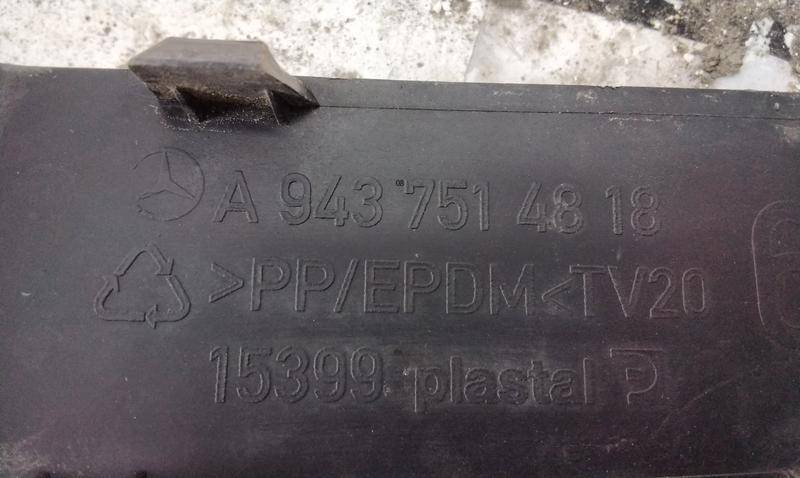 A 943 751 48 18
>PP/EPDM<TV20
15399 plastal P